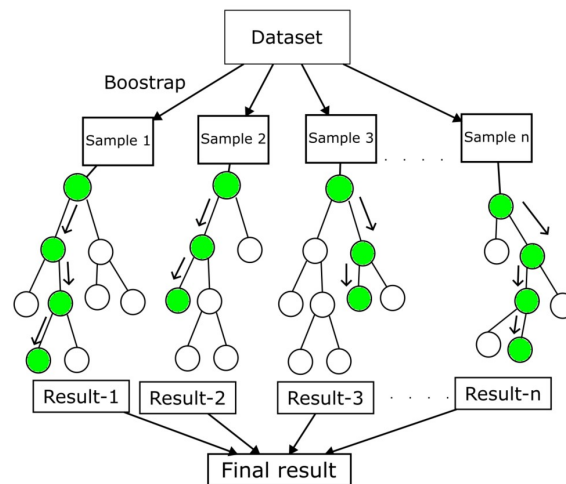 Dataset
Boostrap
Sample 1
Sample 2
Sample 3
. . . . .
Sample n
Result-1
Result-2
Result-3
. . . . .
Result-n
Final result